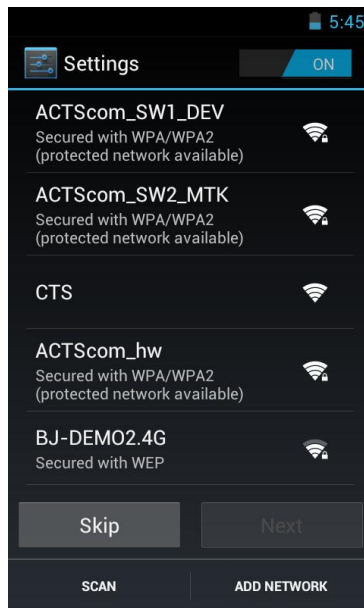 5:45
Settings
ON
ACTScom_SW1_DEV
Secured with WPA/WPA2
(protected network available)
ACTScom_SW2_MTK
Secured with WPA/WPA2
(protected network available)
CTS
ACTScom_hw
Secured with WPA/WPA2
(protected network available)
BJ-DEMO2.4G
Secured with WEP
Skip
Next
SCAN
ADD NETWORK